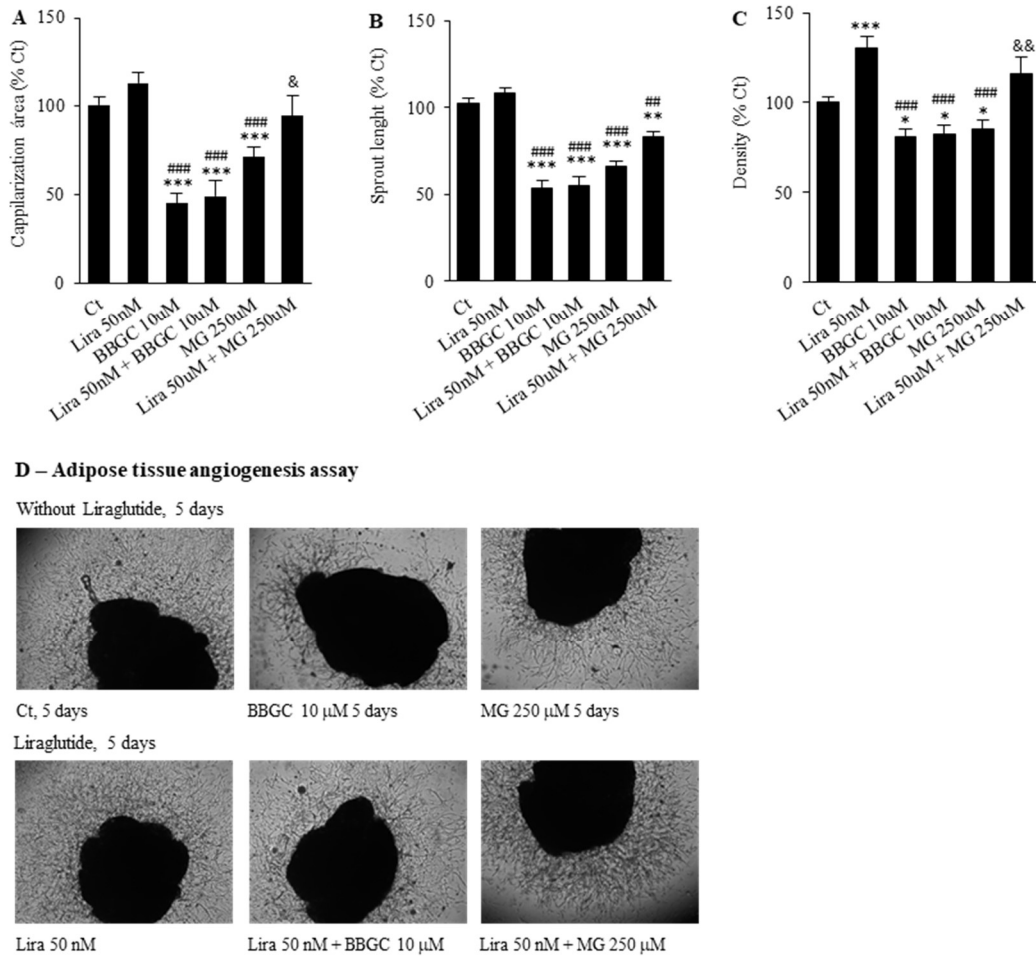 A
Cappilarización área (% Ct)
150
100
50
0
&
###
***
###
***
###
***
Ct
Lira 50nM
BBGC 10uM
Lira 50nM + BBGC 10uM
MG 250uM
Lira 50uM + MG 250uM
B
Sprout lenght (% Ct)
150
100
50
0
###
***
###
***
###
***
##
**
Ct
Lira 50nM
BBGC 10uM
Lira 50nM + BBGC 10uM
MG 250uM
Lira 50uM + MG 250uM
C
Density (% Ct)
150
100
50
0
***
###
*
###
*
###
*
&&
Ct
Lira 50nM
BBGC 10uM
Lira 50nM + BBGC 10uM
MG 250uM
Lira 50uM + MG 250uM
D – Adipose tissue angiogenesis assay
Without Liraglutide, 5 days
Ct, 5 days
BBGC 10 µM 5 days
MG 250 µM 5 days
Liraglutide, 5 days
Lira 50 nM
Lira 50 nM + BBGC 10 µM
Lira 50 nM + MG 250 µM